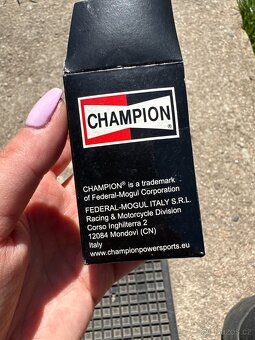 CHAMPION®
CHAMPION® is a trademark
of Federal-Mogul Corporation
FEDERAL-MOGUL ITALY S.R.L.
Racing & Motorcycle Division
Corso Inghilterra 2
12084 Mondovì (CN)
Italy
www.championpowersports.eu